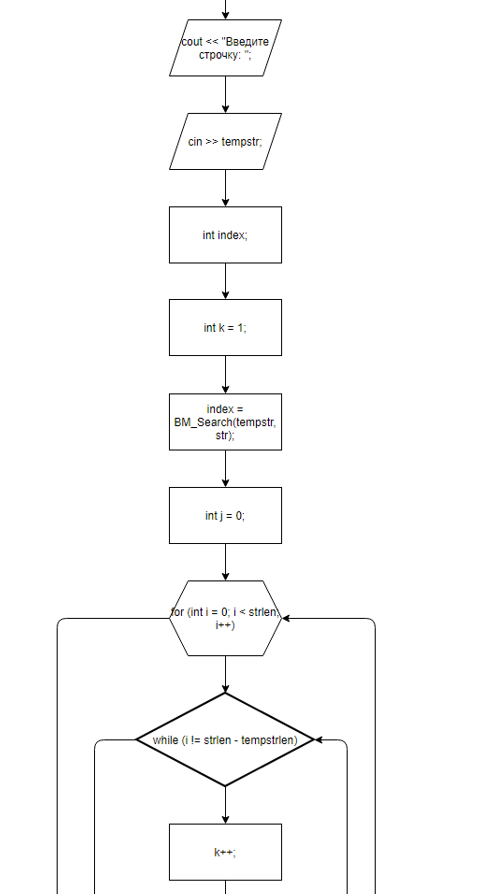 cout << "Введите
строчку: ";
cin >> tempstr;
int index;
int k = 1;
index =
BM_Search(tempstr,
str);
int j = 0;
for (int i = 0; i < strlen;
i++)
while (i != strlen - tempstrlen)
k++;